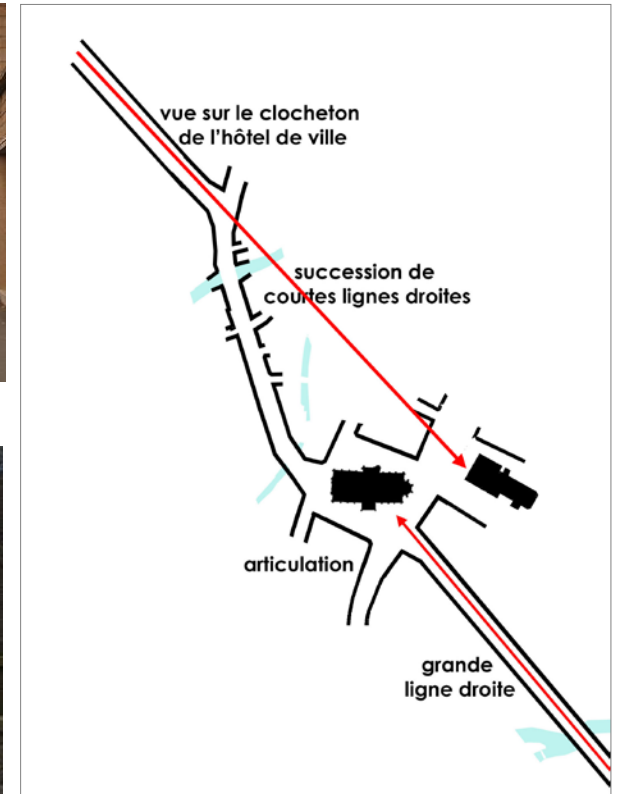 vue sur le clocheton
de l'hôtel de ville
succession de
courtes lignes droites
articulation
grande
ligne droite